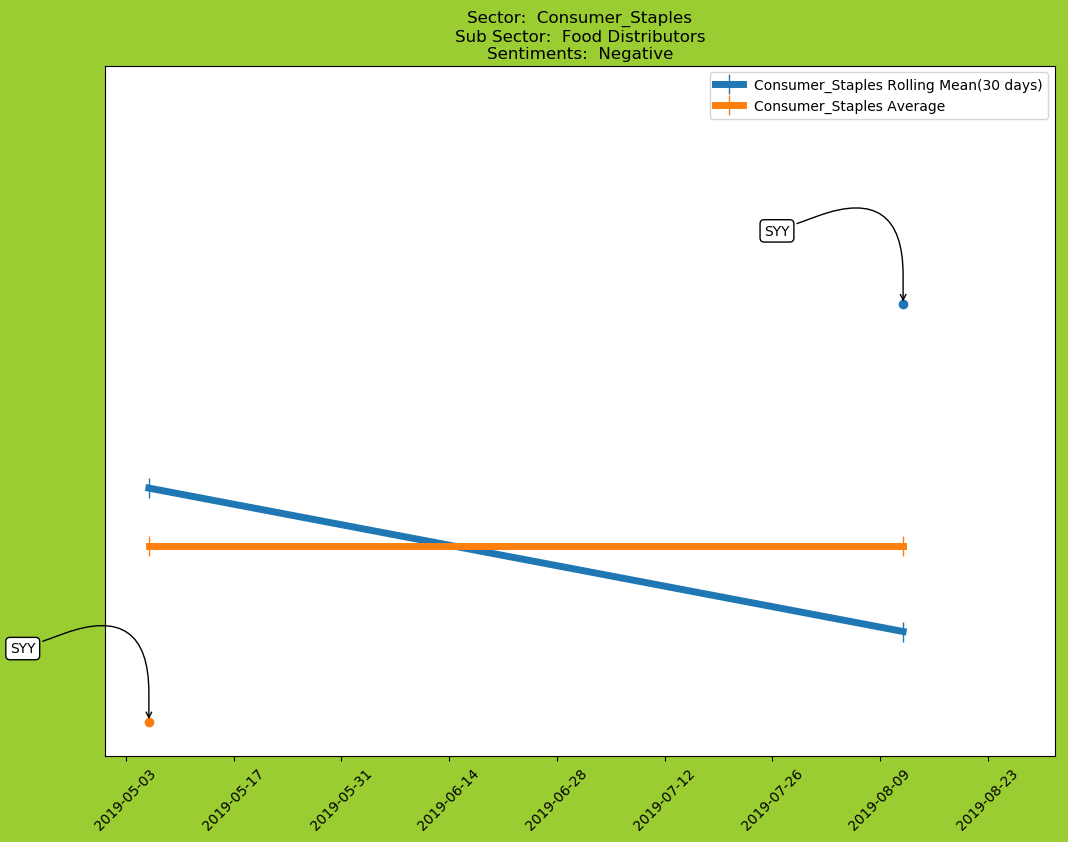 Sector:  Consumer_Staples
Sub Sector:  Food Distributors
Sentiments:  Negative
Consumer_Staples Rolling Mean(30 days)
Consumer_Staples Average
SYY
SYY
2019-05-03
2019-05-17
2019-05-31
2019-06-14
2019-06-28
2019-07-12
2019-07-26
2019-08-09
2019-08-23